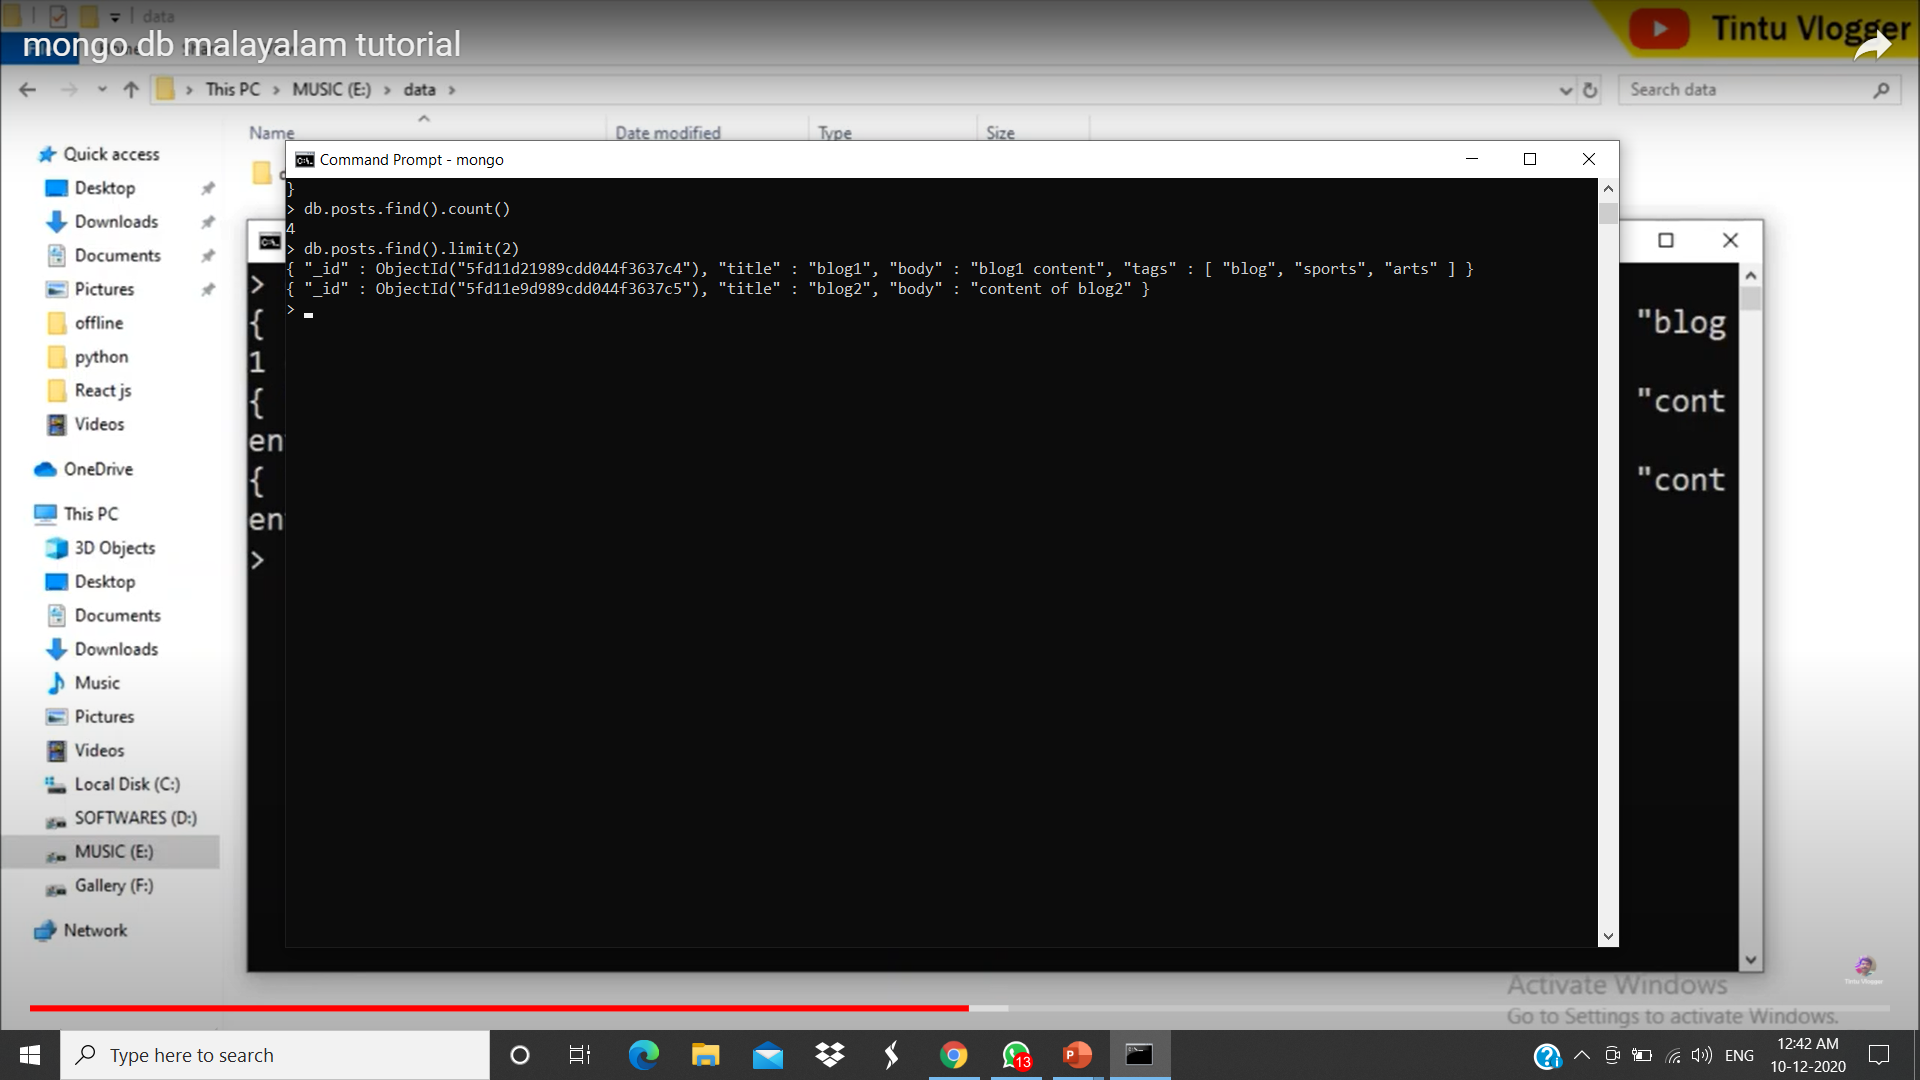 data
mongo db malayalam tutorial
Tintu Vlogger
This PC > MUSIC (E:) > data >
Search data
Name
Date modified
Type
Size
Quick access
Desktop
Downloads
Documents
Pictures
offline
python
React js
Videos
OneDrive
This PC
3D Objects
Desktop
Documents
Downloads
Music
Pictures
Videos
Local Disk (C:)
SOFTWARES (D:)
MUSIC (E:)
Gallery (F:)
Network
Command Prompt - mongo
}
> db.posts.find().count()
4
> db.posts.find().limit(2)
{ "_id" : ObjectId("5fd11d21989cdd044f3637c4"), "title" : "blog1", "body" : "blog1 content", "tags" : [ "blog", "sports", "arts" ] }
{ "_id" : ObjectId("5fd11e9d989cdd044f3637c5"), "title" : "blog2", "body" : "content of blog2" }
>
>
{ "blog
1
{ "cont
en
{ "cont
en
>
Activate Windows
Go to Settings to activate Windows.
Type here to search
13
ENG
12:42 AM
10-12-2020